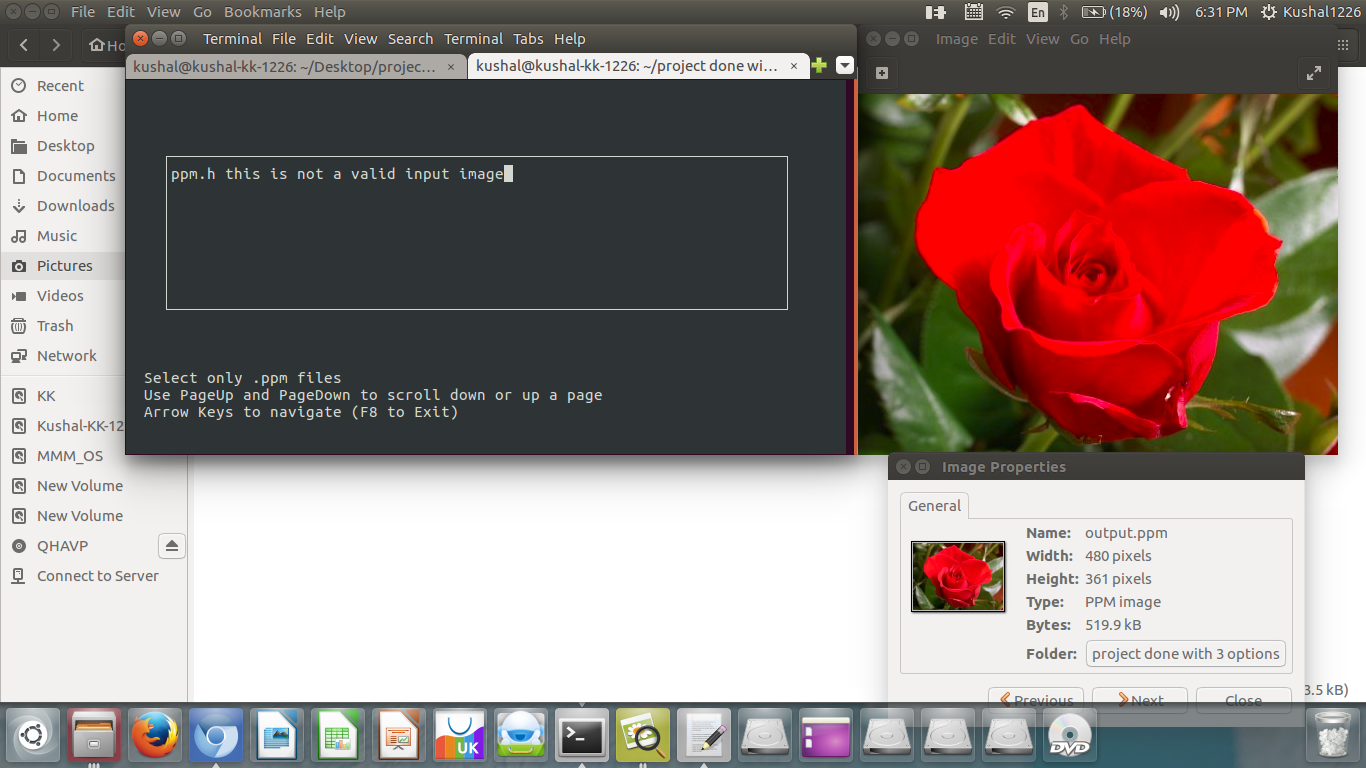 File Edit View Go Bookmarks Help
En
(18%)
6:31 PM
Kushal1226
Terminal File Edit View Search Terminal Tabs Help
Image Edit View Go Help
Ho
kushal@kushal-kk-1226: ~/Desktop/projec... ×
kushal@kushal-kk-1226: ~/project done wi... ×
Recent
Home
Desktop
Documents
Downloads
Music
Pictures
Videos
Trash
Network
KK
Kushal-KK-12
MMM_OS
New Volume
New Volume
QHAVP
Connect to Server
ppm.h this is not a valid input image
Select only .ppm files
Use PageUp and PageDown to scroll down or up a page
Arrow Keys to navigate (F8 to Exit)
Image Properties
General
Name: output.ppm
Width: 480 pixels
Height: 361 pixels
Type: PPM image
Bytes: 519.9 kB
Folder: project done with 3 options
Previous
Next
Close
3.5 kB)
UK
DVD